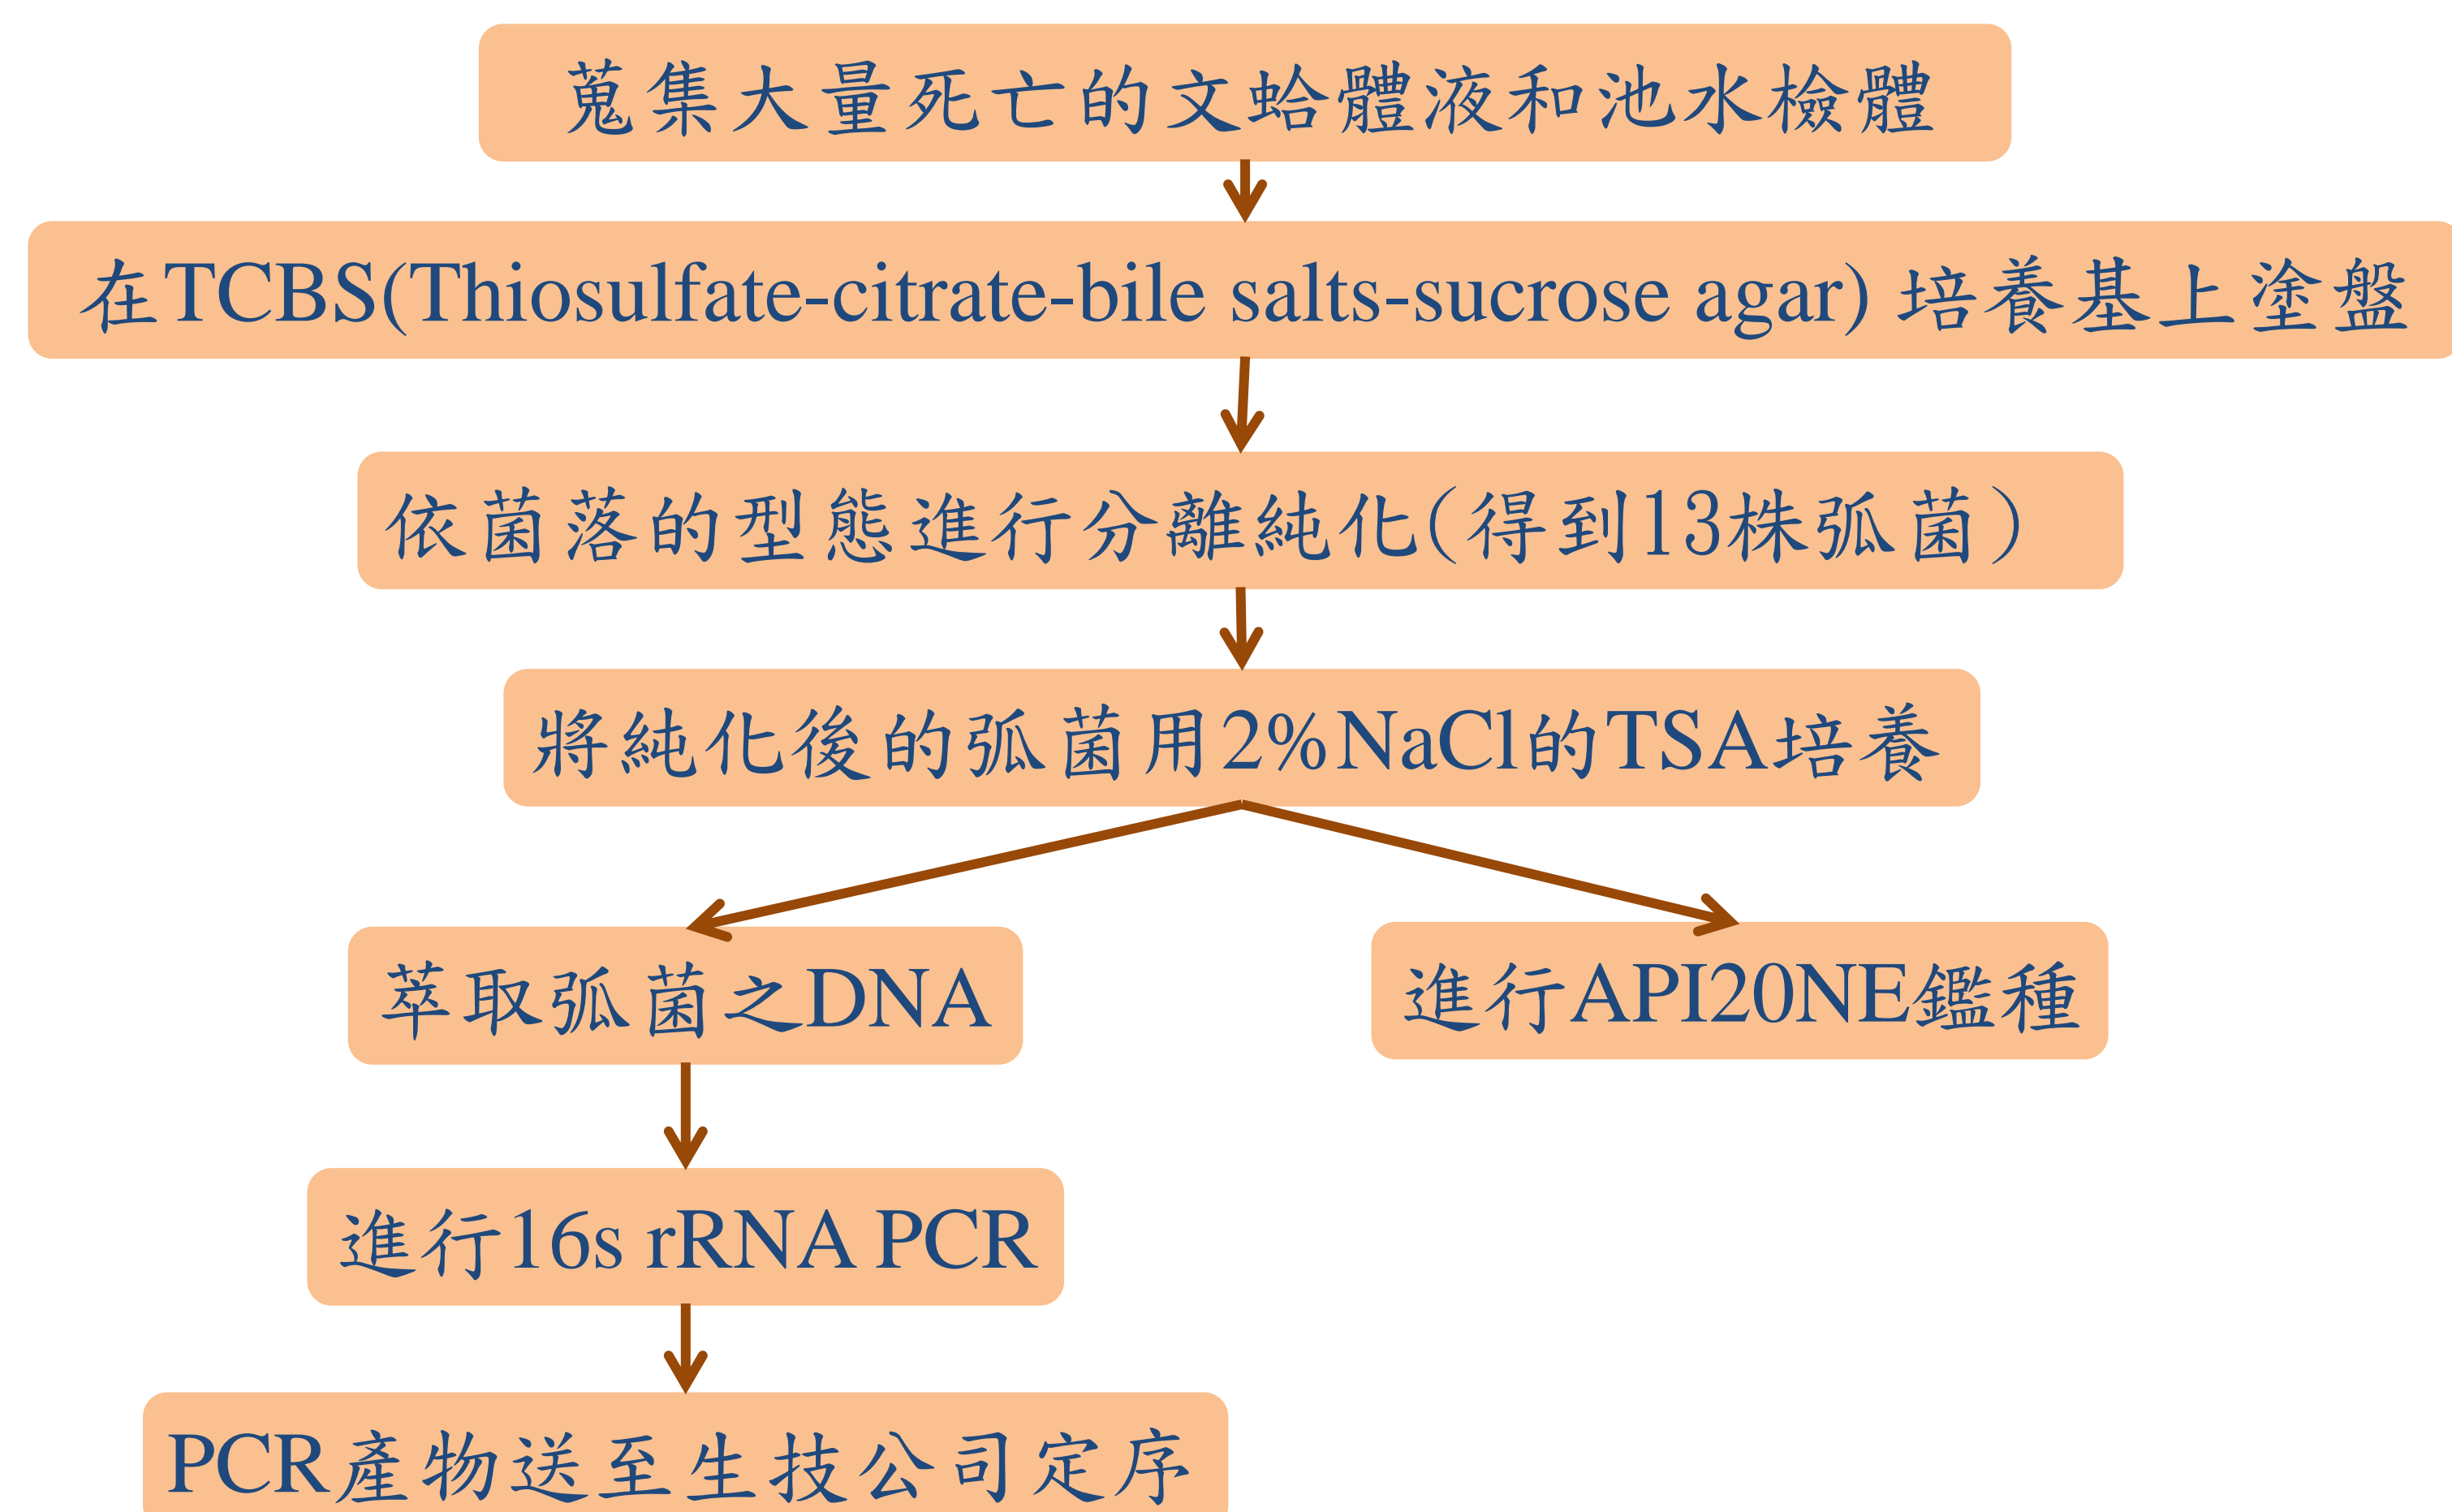 蒐集大量死亡的文蛤體液和池水樣體
在TCBS(Thiosulfate-citrate-bile salts-sucrose agar)培養基上塗盤
依菌落的型態進行分離純化(得到13株弧菌)
將純化後的弧菌用2%NaCl的TSA培養
萃取弧菌之DNA
進行API20NE鑑種
進行16s rRNA PCR
PCR產物送至生技公司定序